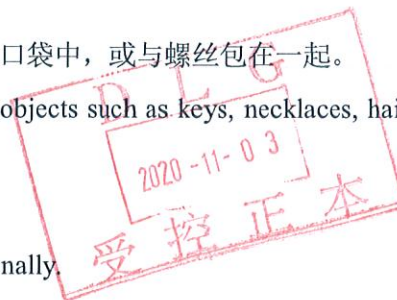 口袋中，或与螺丝包在一起。
D L G
objects such as keys, necklaces, hai
2020-11-03
受控正本
nally.